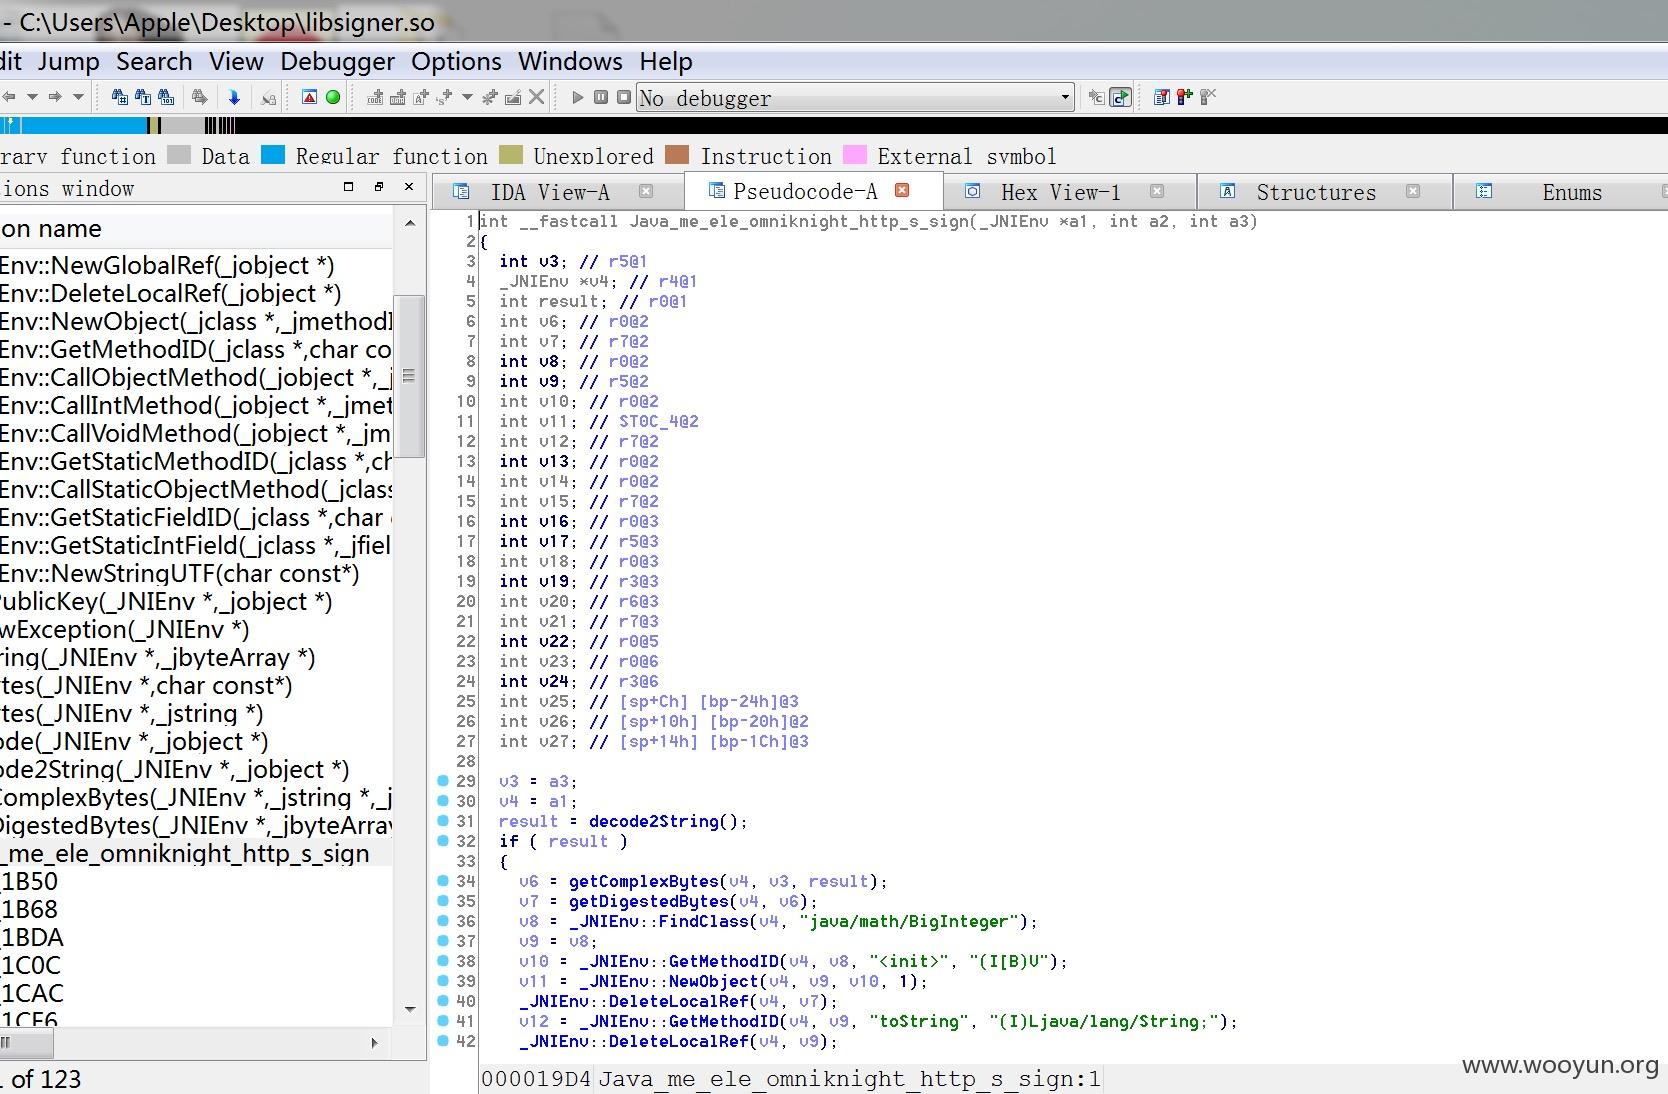 - C:\Users\Apple\Desktop\libsigner.so
dit Jump Search View Debugger Options Windows Help
No debugger
rary function Data Regular function Unexplored Instruction External symbol
ions window
IDA View-A Pseudocode-A Hex View-1 Structures Enums
on name
Env::NewGlobalRef(_jobject *)
Env::DeleteLocalRef(_jobject *)
Env::NewObject(_jclass *,_jmethodI
Env::GetMethodID(_jclass *,char co
Env::CallObjectMethod(_jobject *,_j
Env::CallIntMethod(_jobject *,_jmet
Env::CallVoidMethod(_jobject *,_jm
Env::GetStaticMethodID(_jclass *,ch
Env::CallStaticObjectMethod(_jclass
Env::GetStaticFieldID(_jclass *,char
Env::GetStaticIntField(_jclass *,_jfiel
Env::NewStringUTF(char const*)
PublicKey(_JNIEnv *,_jobject *)
wException(_JNIEnv *)
ring(_JNIEnv *,_jbyteArray *)
tes(_JNIEnv *,char const*)
tes(_JNIEnv *,_jstring *)
ode(_JNIEnv *,_jobject *)
ode2String(_JNIEnv *,_jobject *)
ComplexBytes(_JNIEnv *,_jstring *,_j
DigestedBytes(_JNIEnv *,_jbyteArray
_me_ele_omniknight_http_s_sign
_1B50
_1B68
_1BDA
_1C0C
_1CAC
_1CF6
1 of 123
1 int __fastcall Java_me_ele_omniknight_http_s_sign(_JNIEnv *a1, int a2, int a3)
2 {
3 int v3; // r5@1
4 _JNIEnv *v4; // r4@1
5 int result; // r0@1
6 int v6; // r0@2
7 int v7; // r7@2
8 int v8; // r0@2
9 int v9; // r5@2
10 int v10; // r0@2
11 int v11; // ST0C_4@2
12 int v12; // r7@2
13 int v13; // r0@2
14 int v14; // r0@2
15 int v15; // r7@2
16 int v16; // r0@3
17 int v17; // r5@3
18 int v18; // r0@3
19 int v19; // r3@3
20 int v20; // r6@3
21 int v21; // r7@3
22 int v22; // r0@5
23 int v23; // r0@6
24 int v24; // r3@6
25 int v25; // [sp+Ch] [bp-24h]@3
26 int v26; // [sp+10h] [bp-20h]@2
27 int v27; // [sp+14h] [bp-1Ch]@3
28
29 v3 = a3;
30 v4 = a1;
31 result = decode2String();
32 if ( result )
33 {
34 v6 = getComplexBytes(v4, v3, result);
35 v7 = getDigestedBytes(v4, v6);
36 v8 = _JNIEnv::FindClass(v4, "java/math/BigInteger");
37 v9 = v8;
38 v10 = _JNIEnv::GetMethodID(v4, v8, "<init>", "(I[B)V");
39 v11 = _JNIEnv::NewObject(v4, v9, v10, 1);
40 _JNIEnv::DeleteLocalRef(v4, v7);
41 v12 = _JNIEnv::GetMethodID(v4, v9, "toString", "(I)Ljava/lang/String;");
42 _JNIEnv::DeleteLocalRef(v4, v9);
000019D4 Java_me_ele_omniknight_http_s_sign:1
www.wooyun.org